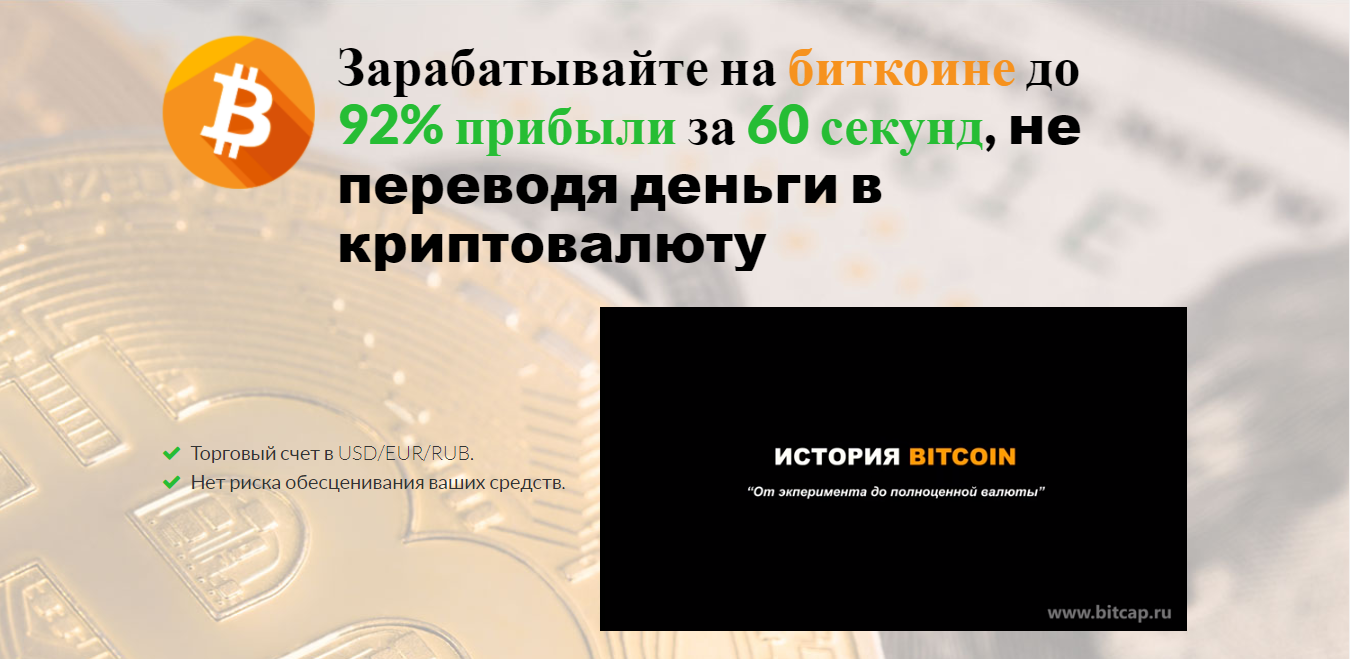 Зарабатывайте на биткоине до
92% прибыли за 60 секунд, не
переводя деньги в
криптовалюту
Торговый счет в USD/EUR/RUB.
Нет риска обесценивания ваших средств.
ИСТОРИЯ BITCOIN
“От экперимента до полноценной валюты”
www.bitcap.ru